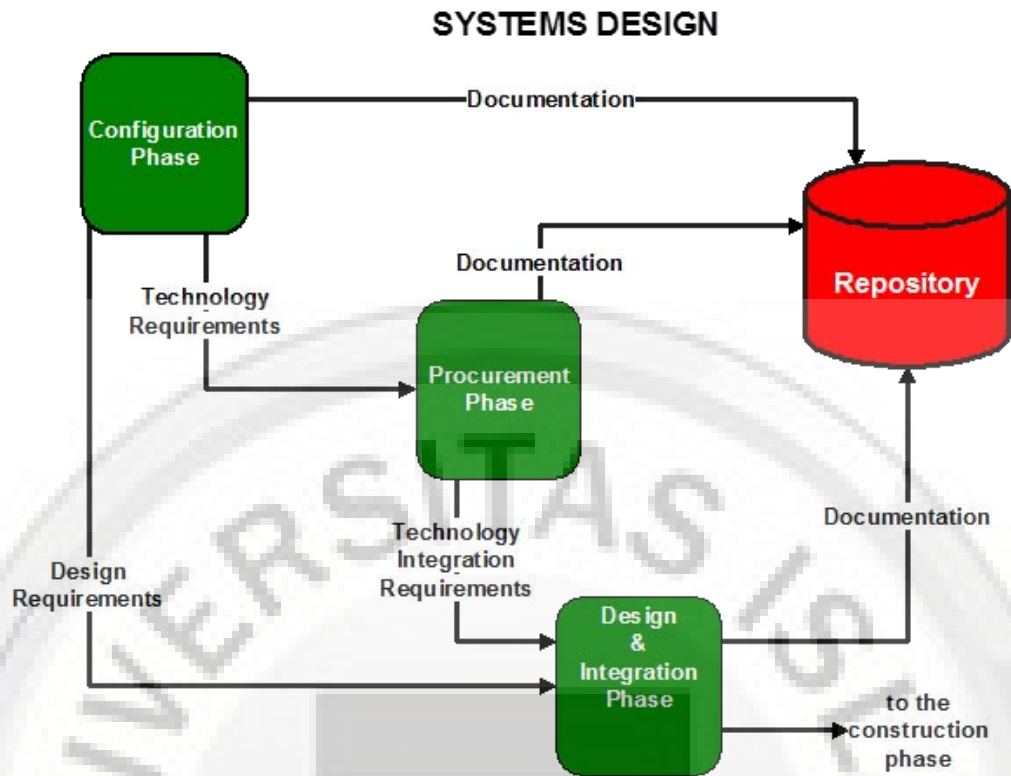 SYSTEMS DESIGN
Configuration
Phase
Documentation
Repository
Documentation
Technology
Requirements
Procurement
Phase
Technology
Integration
Requirements
Documentation
Design
Requirements
Design
&
Integration
Phase
to the
construction
phase